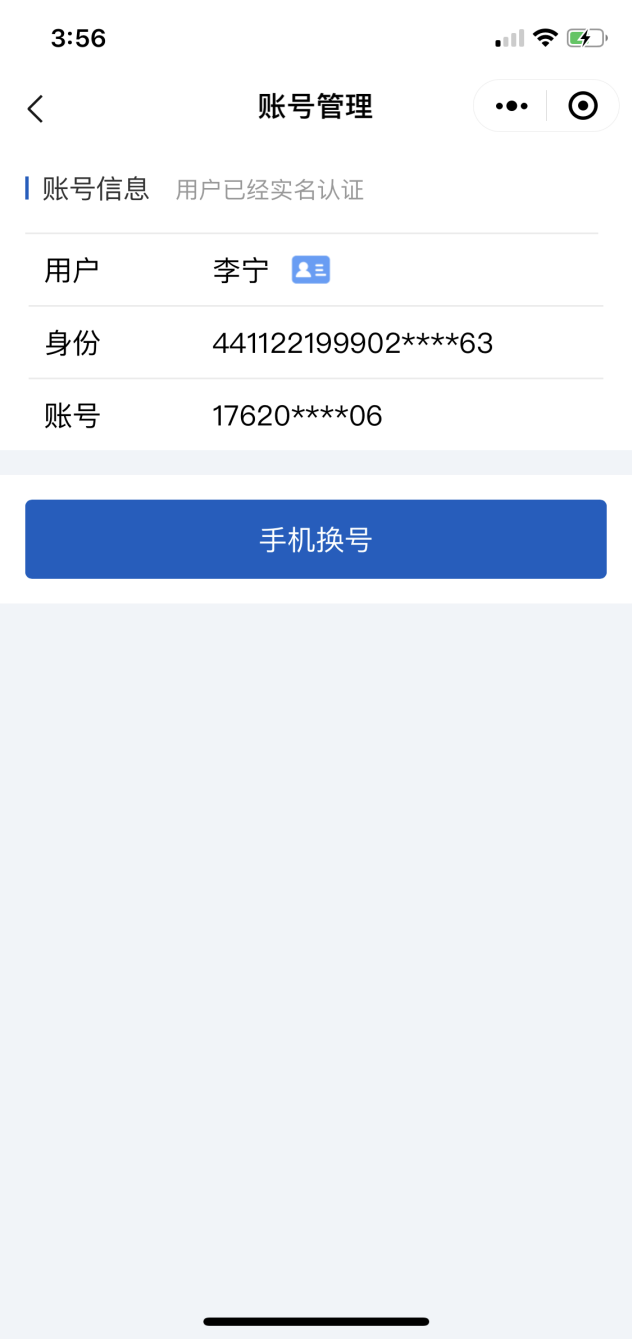 3:56
账号管理
账号信息 用户已经实名认证
用户 李宁
身份 441122199902****63
账号 17620****06
手机换号